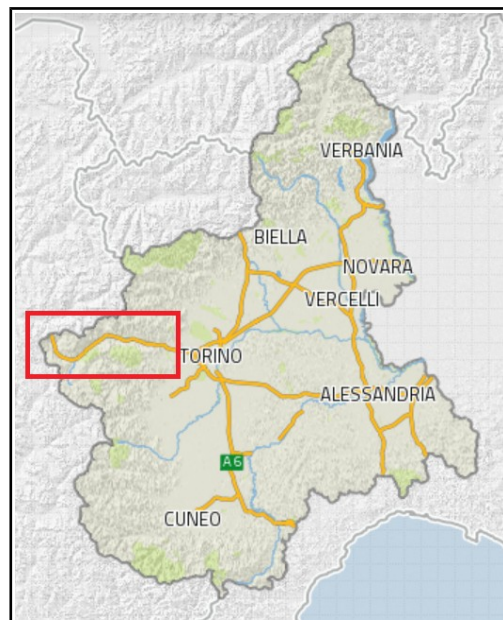 VERBANIA
BIELLA
NOVARA
VERCELLI
TORINO
ALESSANDRIA
A6
CUNEO